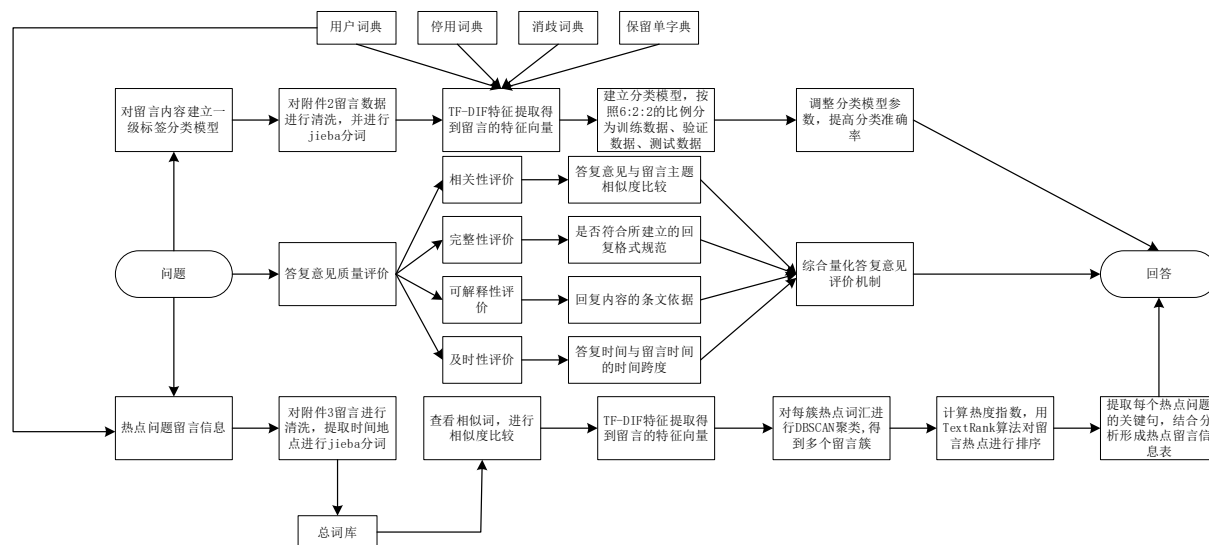 用户词典
停用词典
消歧词典
保留单字典
对留言内容建立一
级标签分类模型
对附件2留言数据
进行清洗,并进行
jieba分词
TF-DIF特征提取得
到留言的特征向量
建立分类模型,按
照6:2:2的比例分
为训练数据、验证
数据、测试数据
调整分类模型参
数,提高分类准确
率
相关性评价
答复意见与留言主题
相似度比较
完整性评价
是否符合所建立的回
复格式规范
问题
答复意见质量评价
综合量化答复意见
评价机制
回答
可解释性评
价
回复内容的条文依据
及时性评价
答复时间与留言时间
的时间跨度
热点问题留言信息
对附件3留言进行
清洗,提取时间地
点进行jieba分词
查看相似词,进行
相似度比较
TF-DIF特征提取得
到留言的特征向量
对每簇热点词汇进
行DBSCAN聚类,得
到多个留言簇
计算热度指数,用
TextRank算法对留
言热点进行排序
提取每个热点问题
的关键句,结合分
析形成热点留言信
息表
总词库